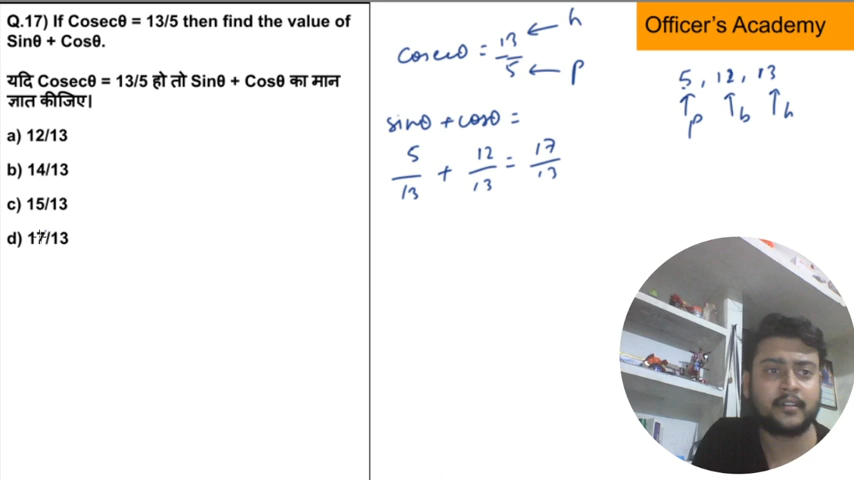 Q.17) If Cosecθ = 13/5 then find the value of
Sinθ + Cosθ.
यदि Cosecθ = 13/5 हो तो Sinθ + Cosθ का मान
ज्ञात कीजिए।
a) 12/13
b) 14/13
c) 15/13
d) 17/13
cosecθ = 13/5 ← h
← p
sinθ + cosθ =
5/13 + 12/13 = 17/13
Officer's Academy
5, 12, 13
↑ ↑ ↑
p b h